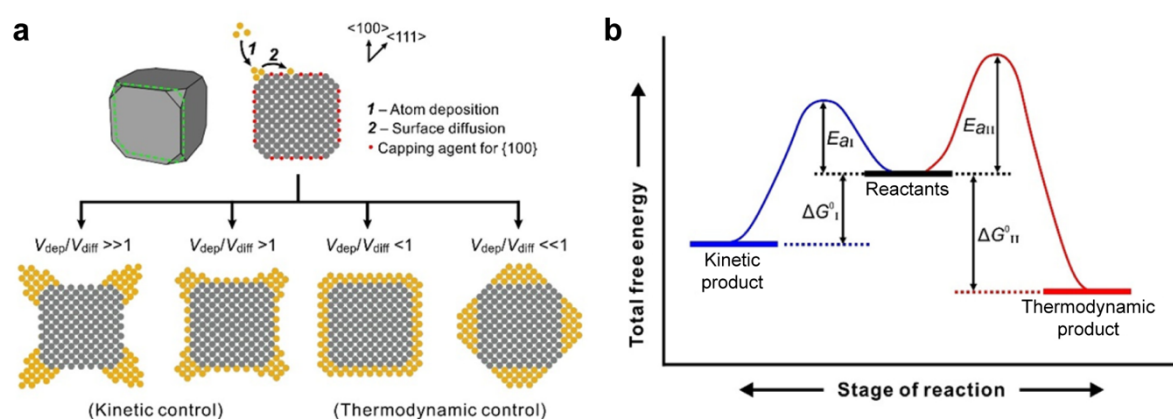 a
<100>
<111>
1
2
1 – Atom deposition
2 – Surface diffusion
• Capping agent for {100}
Vdep/Vdiff >>1
Vdep/Vdiff >1
Vdep/Vdiff <1
Vdep/Vdiff <<1
(Kinetic control)
(Thermodynamic control)
b
Total free energy
EaI
EaII
Reactants
ΔG⁰I
ΔG⁰II
Kinetic
product
Thermodynamic
product
Stage of reaction